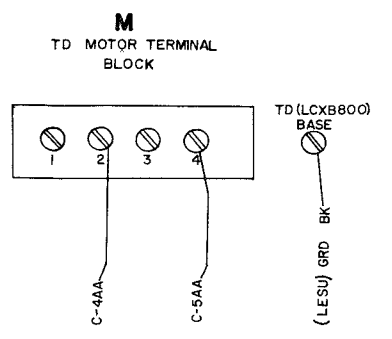 M
TD MOTOR TERMINAL
BLOCK
TD (LCXB800)
BASE
1 2 3 4
C-4AA
C-5AA
(LESU) GRD BK